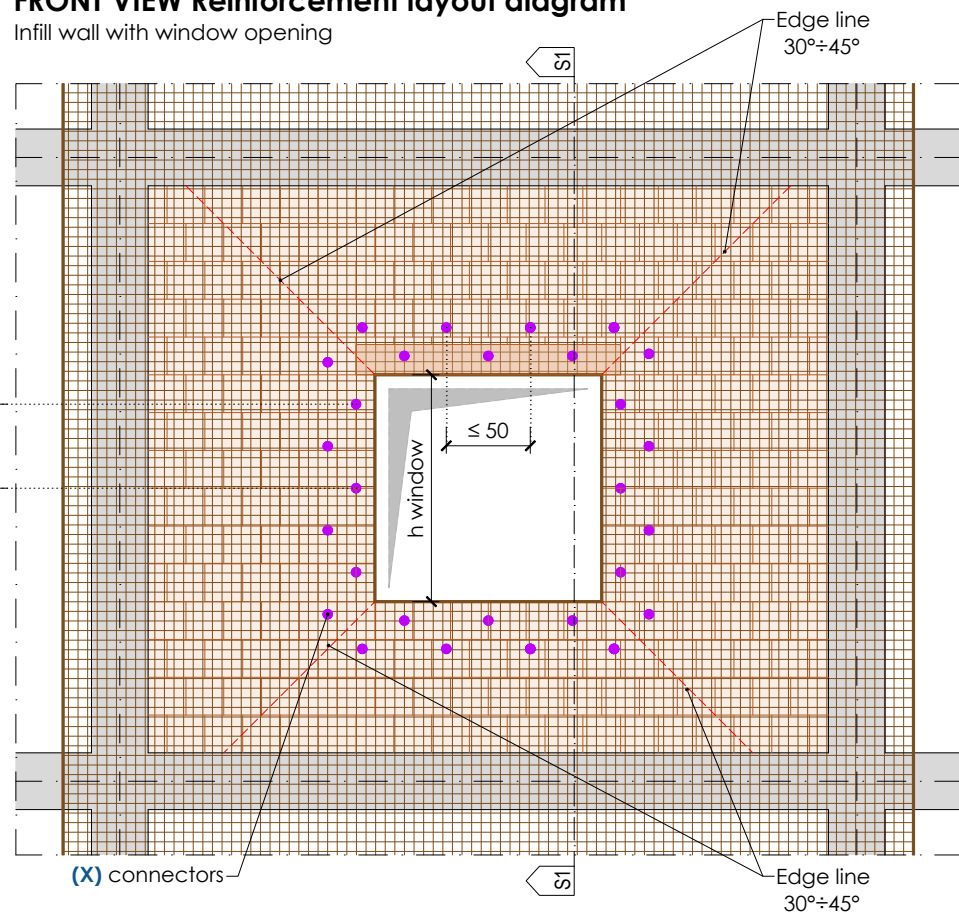 FRONT VIEW Reinforcement layout diagram
Infill wall with window opening
Edge line
30°÷45°
S1
≤ 50
h window
(X) connectors
S1
Edge line
30°÷45°